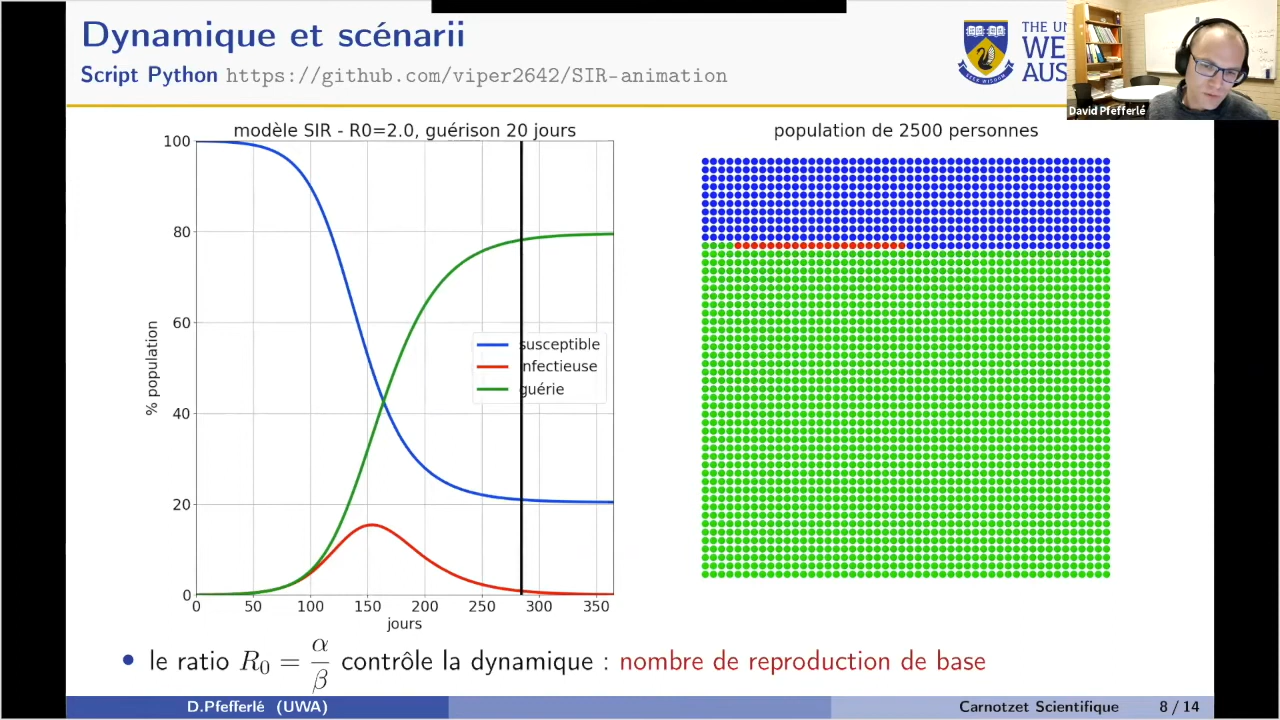 Dynamique et scénarii
Script Python https://github.com/viper2642/SIR-animation
THE UN
WE
AUS
David Pfefferlé
modèle SIR - R0=2.0, guérison 20 jours
population de 2500 personnes
100
80
60
40
20
0
% population
susceptible
infectieuse
guérie
0 50 100 150 200 250 300 350
jours
• le ratio R₀ = α/β contrôle la dynamique : nombre de reproduction de base
D.Pfefferlé (UWA)
Carnotzet Scientifique
8 / 14